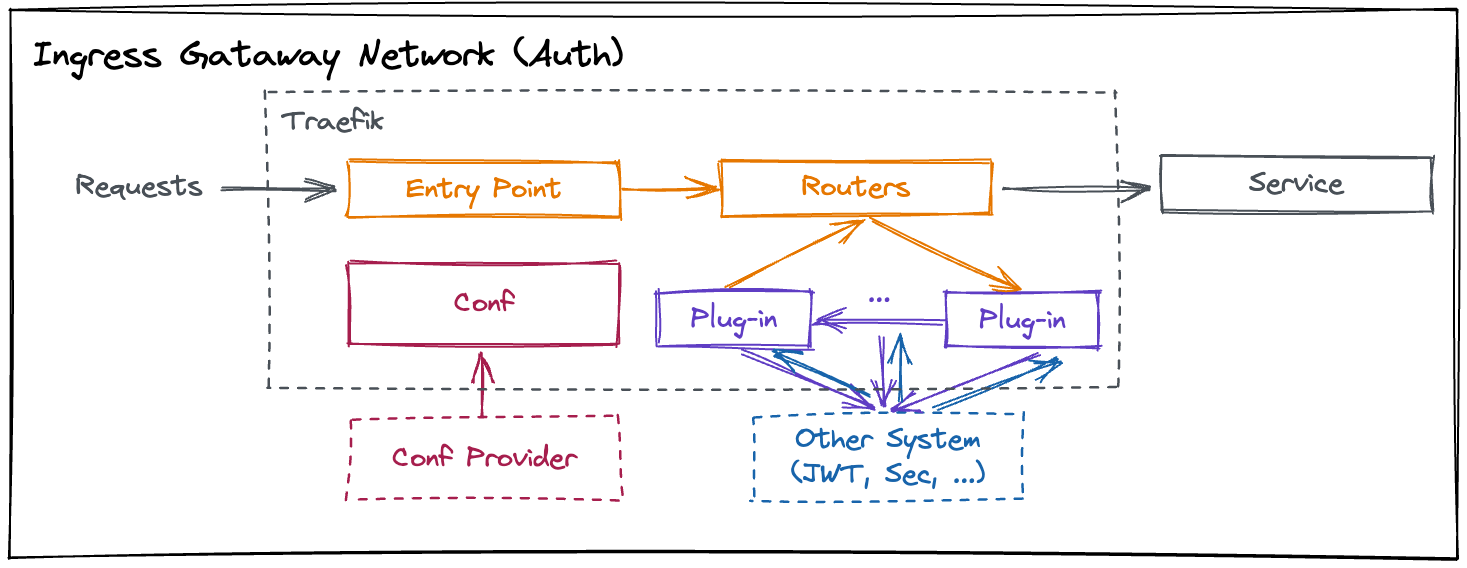 Ingress Gataway Network (Auth)
Traefik
Requests
Entry Point
Routers
Service
Conf
Plug-in
...
Plug-in
Conf Provider
Other System
(JWT, Sec, ...)